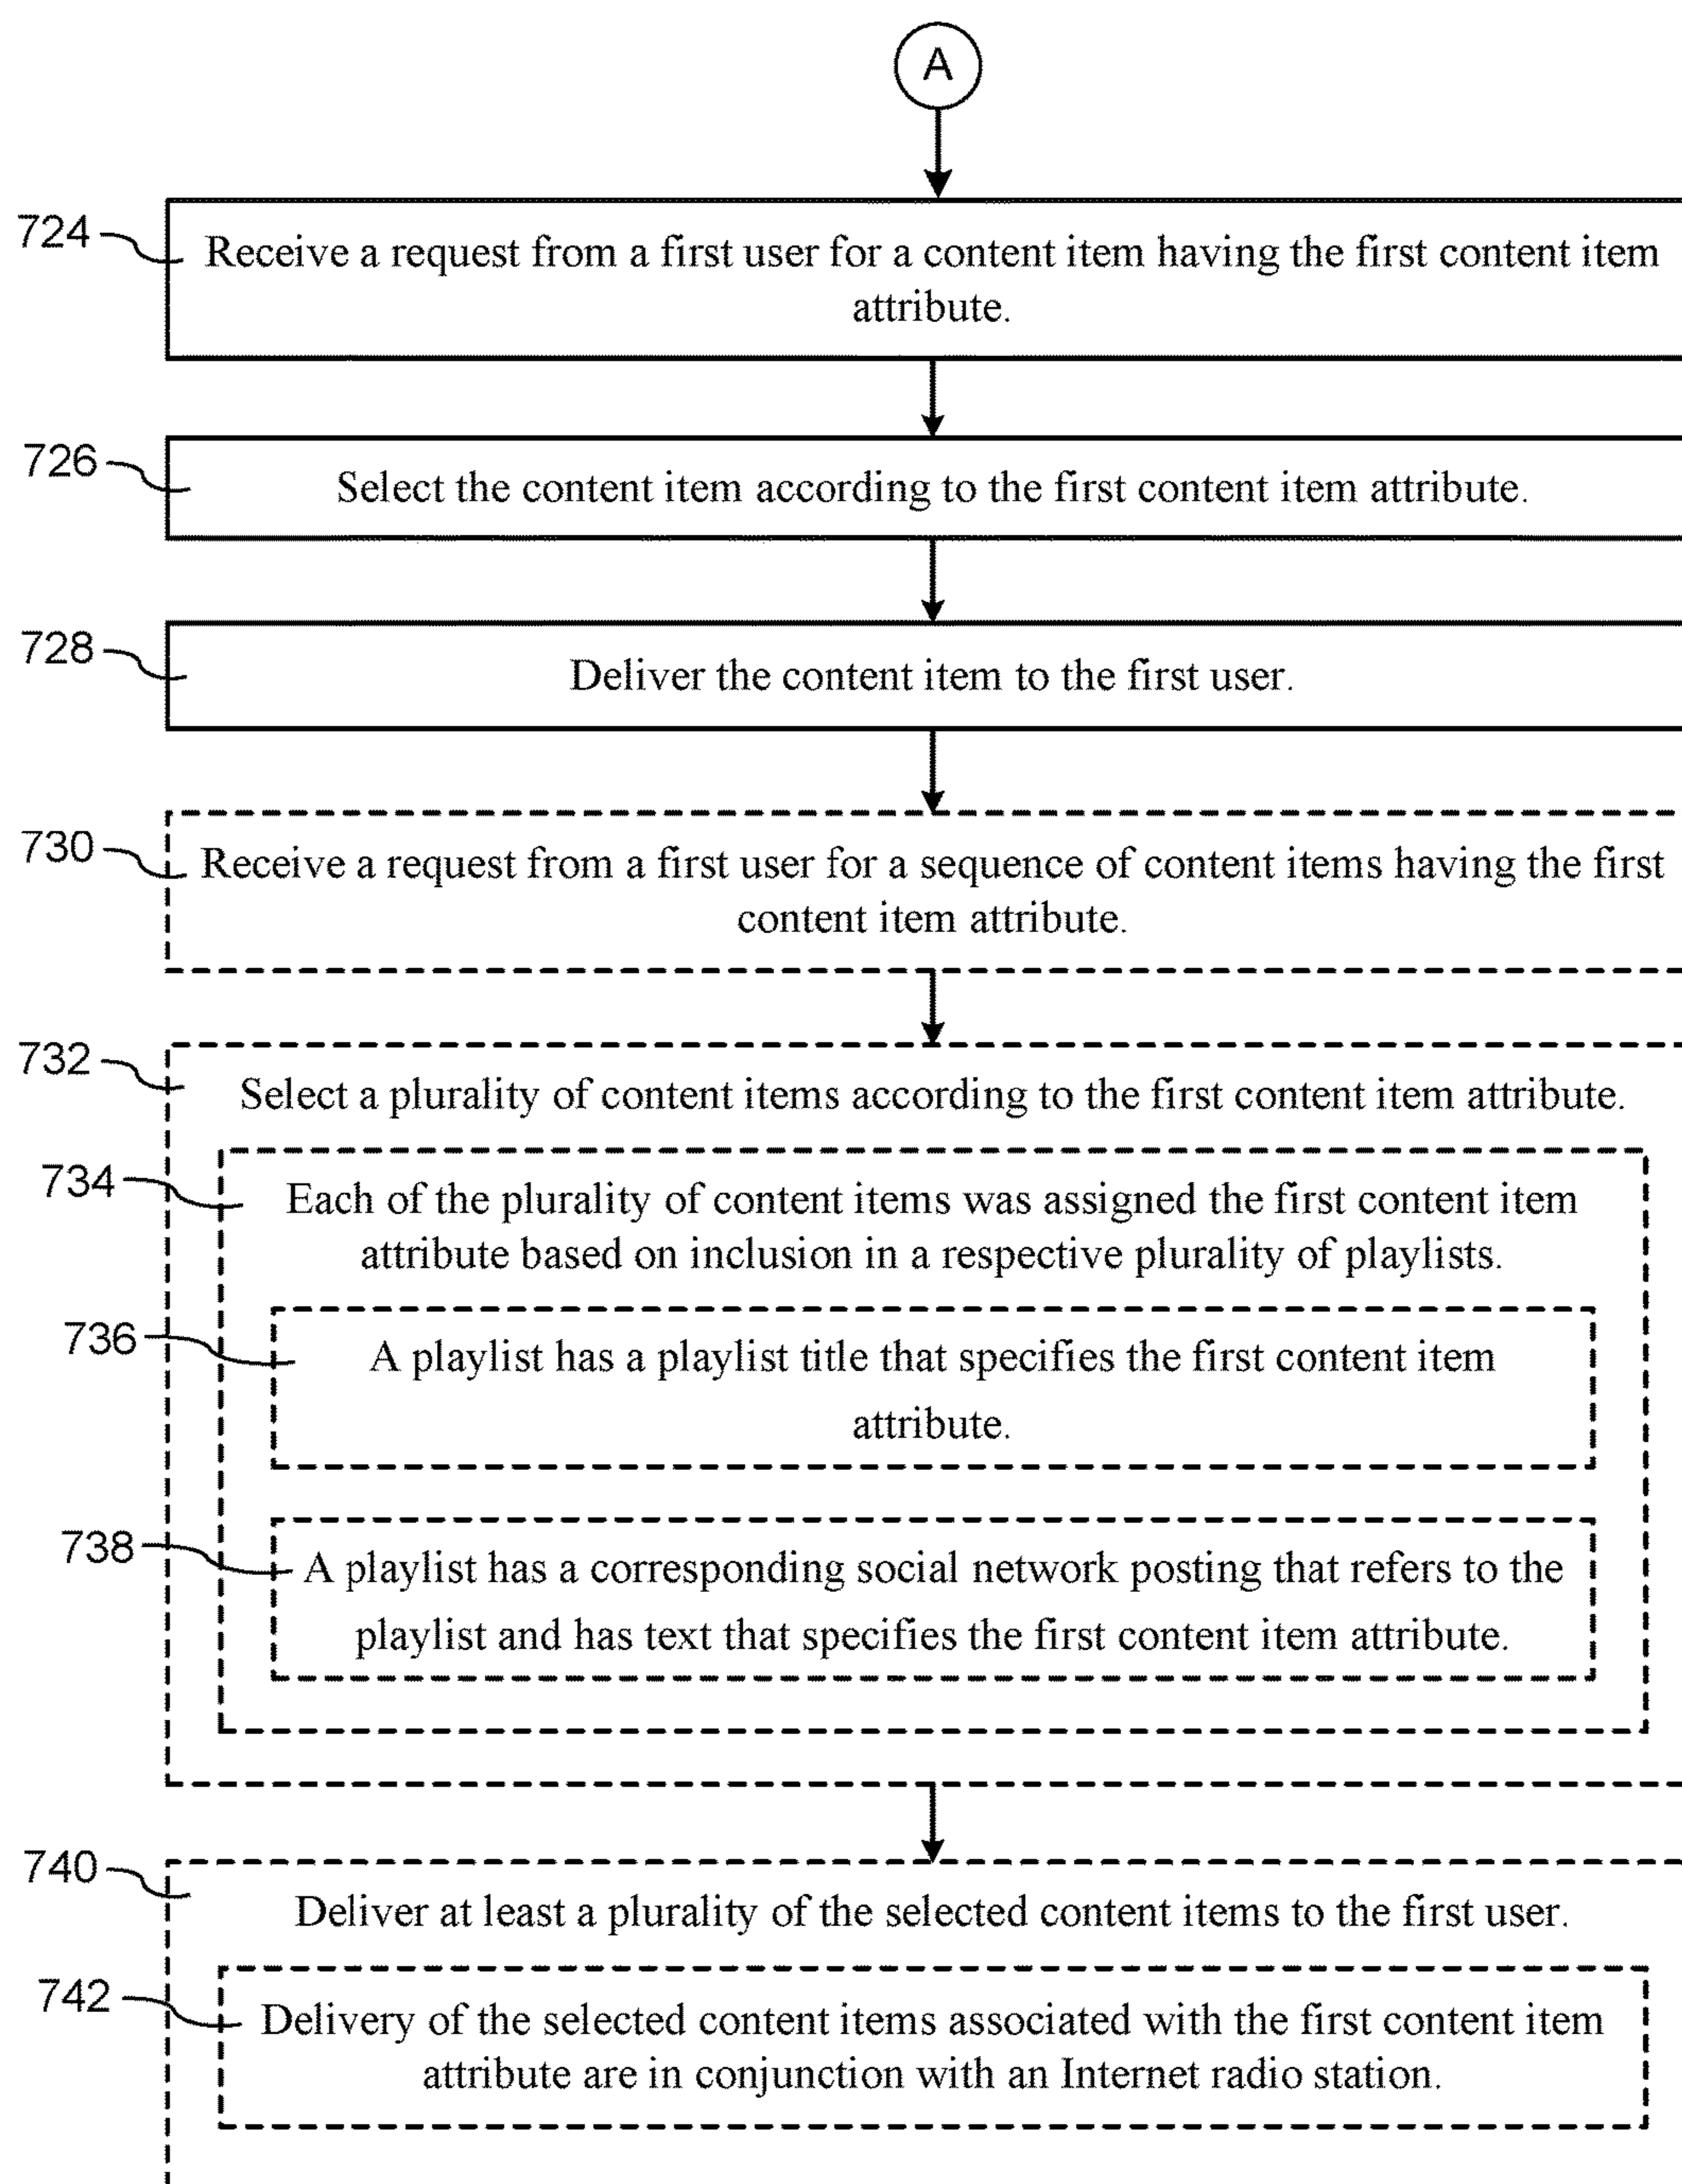 A
724
Receive a request from a first user for a content item having the first content item
attribute.
726
Select the content item according to the first content item attribute.
728
Deliver the content item to the first user.
730
Receive a request from a first user for a sequence of content items having the first
content item attribute.
732
Select a plurality of content items according to the first content item attribute.
734
Each of the plurality of content items was assigned the first content item
attribute based on inclusion in a respective plurality of playlists.
736
A playlist has a playlist title that specifies the first content item
attribute.
738
A playlist has a corresponding social network posting that refers to the
playlist and has text that specifies the first content item attribute.
740
Deliver at least a plurality of the selected content items to the first user.
742
Delivery of the selected content items associated with the first content item
attribute are in conjunction with an Internet radio station.